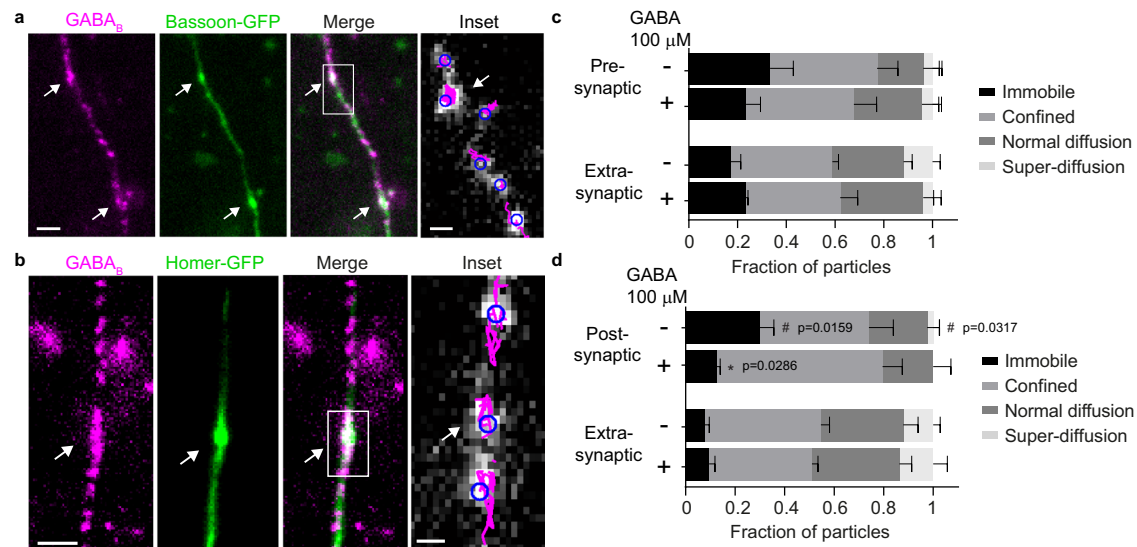 a
GABA_B Bassoon-GFP Merge Inset
b
GABA_B Homer-GFP Merge Inset
c
GABA
100 µM
Pre-
synaptic
-
+
Extra-
synaptic
-
+
0 0.2 0.4 0.6 0.8 1
Fraction of particles
Immobile
Confined
Normal diffusion
Super-diffusion
d
GABA
100 µM
Post-
synaptic
- # p=0.0159 # p=0.0317
+ * p=0.0286
Extra-
synaptic
-
+
0 0.2 0.4 0.6 0.8 1
Fraction of particles
Immobile
Confined
Normal diffusion
Super-diffusion